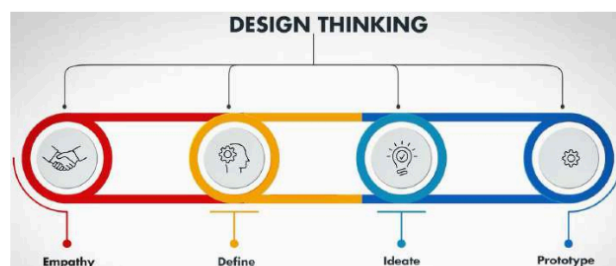 DESIGN THINKING
Empathy
Define
Ideate
Prototype